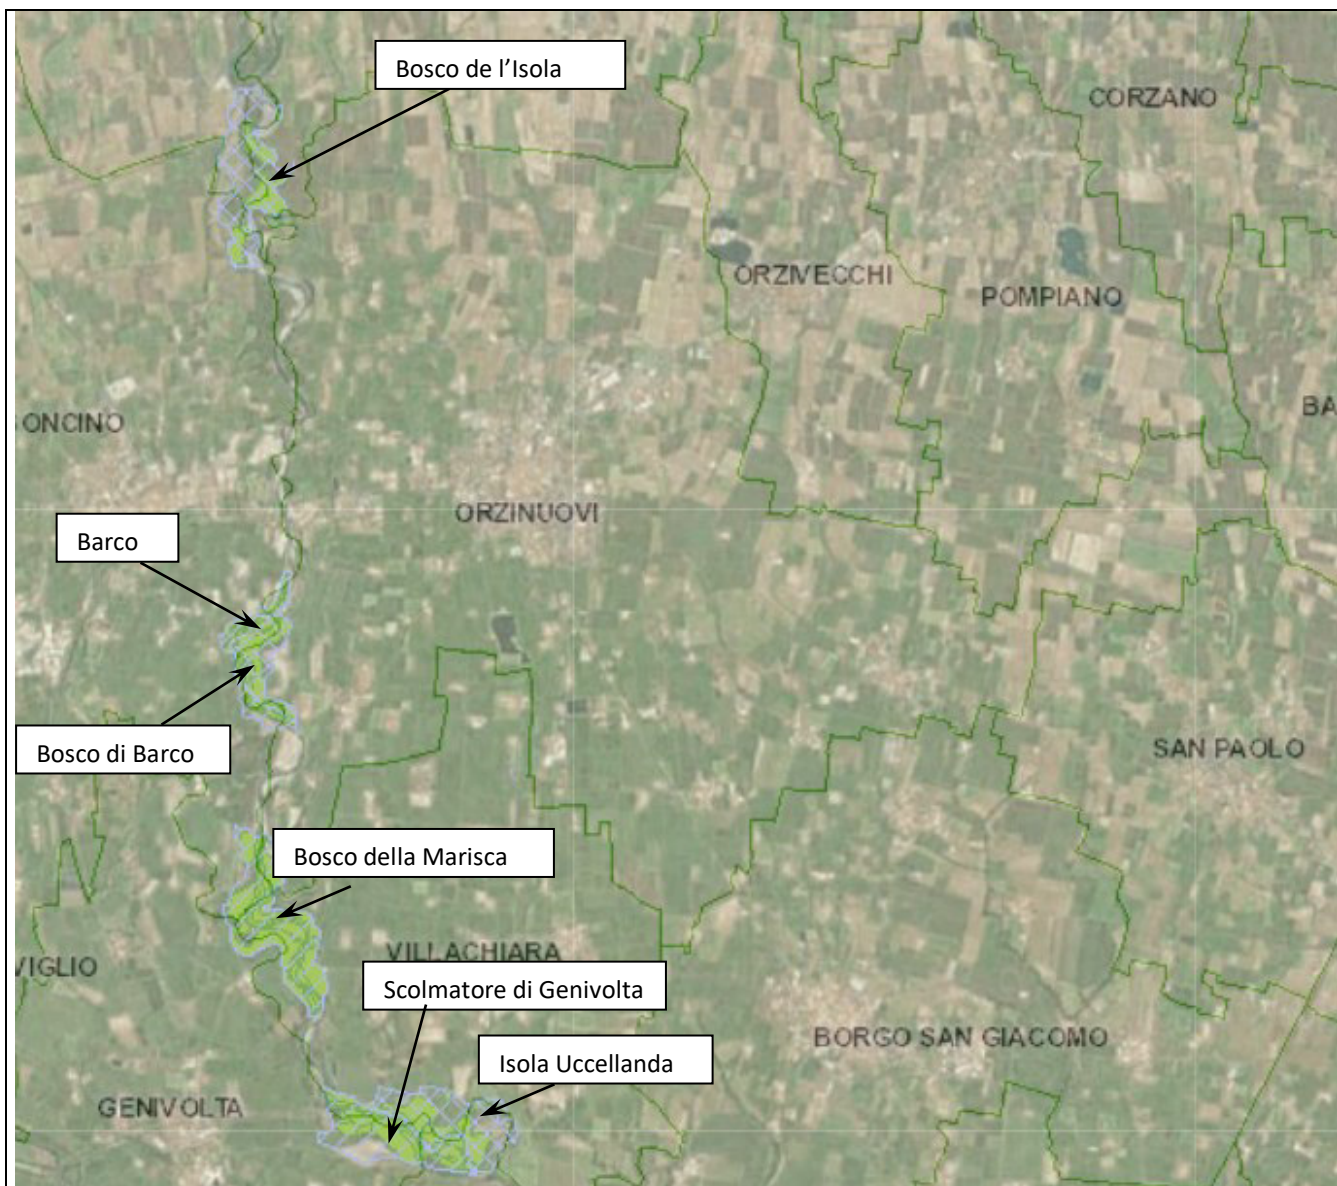 Bosco de l’Isola
CORZANO
ORZIVECCHI
POMPIANO
ONCINO
BA
ORZINUOVI
Barco
Bosco di Barco
SAN PAOLO
Bosco della Marisca
VIGLIO
VILLACHIARA
Scolmatore di Genivolta
BORGO SAN GIACOMO
Isola Uccellanda
GENIVOLTA